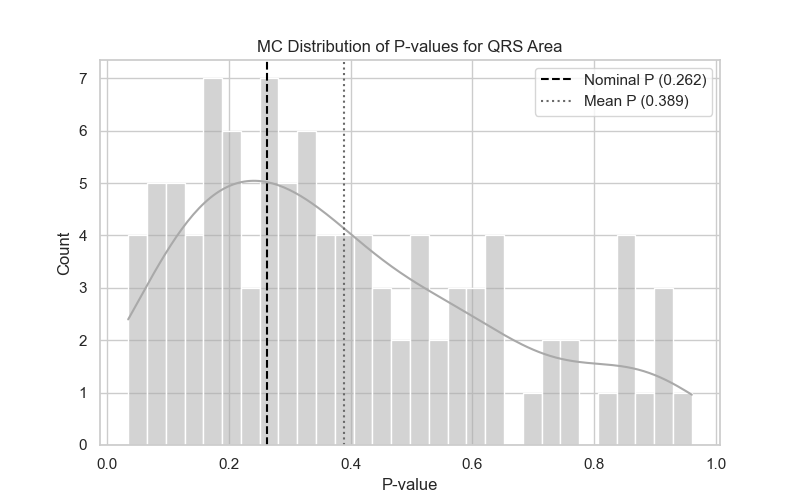 MC Distribution of P-values for QRS Area
Nominal P (0.262)
Mean P (0.389)
Count
7
6
5
4
3
2
1
0
0.0 0.2 0.4 0.6 0.8 1.0
P-value